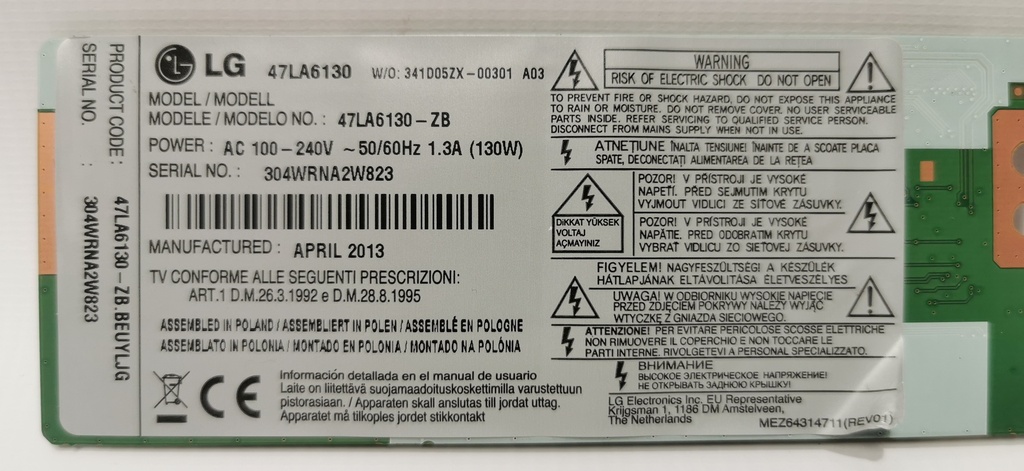 PRODUCT CODE : 47LA6130-ZB.BEUYLJG
SERIAL NO. : 304WRNA2W823
LG 47LA6130 W/O: 341D05ZX-00301 A03
MODEL / MODELL
MODELE / MODELO NO. : 47LA6130-ZB
POWER : AC 100-240V ~50/60Hz 1.3A (130W)
SERIAL NO. : 304WRNA2W823
MANUFACTURED : APRIL 2013
TV CONFORME ALLE SEGUENTI PRESCRIZIONI:
ART.1 D.M.26.3.1992 e D.M.28.8.1995
ASSEMBLED IN POLAND / ASSEMBLIERT IN POLEN / ASSEMBLÉ EN POLOGNE
ASSEMBLATO IN POLONIA / MONTADO EN POLONIA / MONTADO NA POLÔNIA
CE
Información detallada en el manual de usuario
Laite on liitettävä suojamaadoituskoskettimilla varustettuun
pistorasiaan. / Apparaten skall anslutas till jordat uttag.
Apparatet må tilkoples jordet stikkontakt
WARNING
RISK OF ELECTRIC SHOCK DO NOT OPEN
TO PREVENT FIRE OR SHOCK HAZARD, DO NOT EXPOSE THIS APPLIANCE
TO RAIN OR MOISTURE. DO NOT REMOVE COVER. NO USER SERVICEABLE
PARTS INSIDE. REFER SERVICING TO QUALIFIED SERVICE PERSON.
DISCONNECT FROM MAINS SUPPLY WHEN NOT IN USE.
ATNEŢIUNE ÎNALTA TENSIUNE! ÎNAINTE DE A SCOATE PLACA
SPATE, DECONECTAŢI ALIMENTAREA DE LA REŢEA
DİKKAT YÜKSEK
VOLTAJ
AÇMAYINIZ
POZOR! V PŘÍSTROJI JE VYSOKÉ
NAPĚTÍ. PŘED SEJMUTIM KRYTU
VYJMOUT VIDLICI ZE SÍTOVÉ ZÁSUVKY.
POZOR! V PRÍSTROJI JE VYSOKÉ
NAPÄTIE. PRED ODOBRATIM KRYTU
VYBRAŤ VIDLICU ZO SIEŤOVEJ ZÁSUVKY.
FIGYELEM! NAGYFESZÜLTSÉG! A KÉSZÜLÉK
HÁTLAPJÁNAK ELTÁVOLÍTÁSA ÉLETVESZÉLYES
UWAGA! W ODBIORNIKU WYSOKIE NAPIĘCIE
PRZED ZDJĘCIEM POKRYWY NALEŻY WYJĄĆ
WTYCZKĘ Z GNIAZDA SIECIOWEGO.
ATTENZIONE! PER EVITARE PERICOLOSE SCOSSE ELETTRICHE
NON RIMUOVERE IL COPERCHIO E NON TOCCARE LE
PARTI INTERNE. RIVOLGETEVI A PERSONAL SPECIALIZZATO.
ВНИМАНИЕ
ВЫСОКОЕ ЭЛЕКТРИЧЕСКОЕ НАПРЯЖЕНИЕ!
НЕ ОТКРЫВАТЬ ЗАДНЮЮ КРЫШКУ!
LG Electronics Inc. EU Representative
Krijgsman 1, 1186 DM Amstelveen,
The Netherlands
MEZ64314711(REV01)